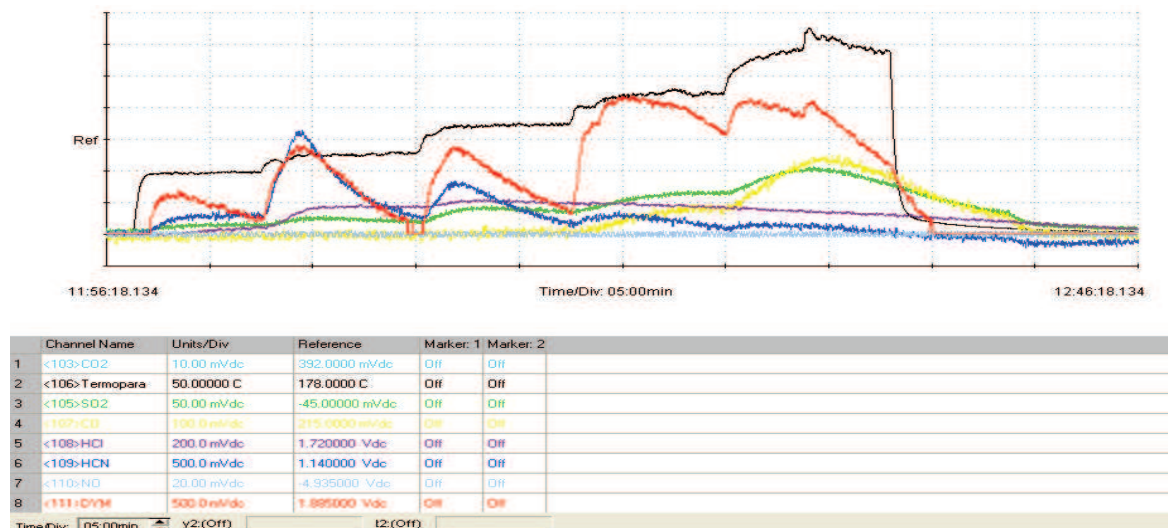 Ref
11:56:18.134 Time/Div: 05:00min 12:46:18.134
Channel Name Units/Div Reference Marker: 1 Marker: 2
1 <103>CO2 10.00 mVdc 392.0000 mVdc Off Off
2 <106>Termopara 50.00000 C 178.0000 C Off Off
3 <105>SO2 50.00 mVdc -45.00000 mVdc Off Off
4 <107>CO 100.0 mVdc 215.0000 mVdc Off Off
5 <108>HCl 200.0 mVdc 1.720000 Vdc Off Off
6 <109>HCN 500.0 mVdc 1.140000 Vdc Off Off
7 <110>NO 20.00 mVdc -4.935000 Vdc Off Off
8 <111>DYM 500.0 mVdc 1.885000 Vdc Off Off
Time/Div: 05:00min y2:(Off) t2:(Off)